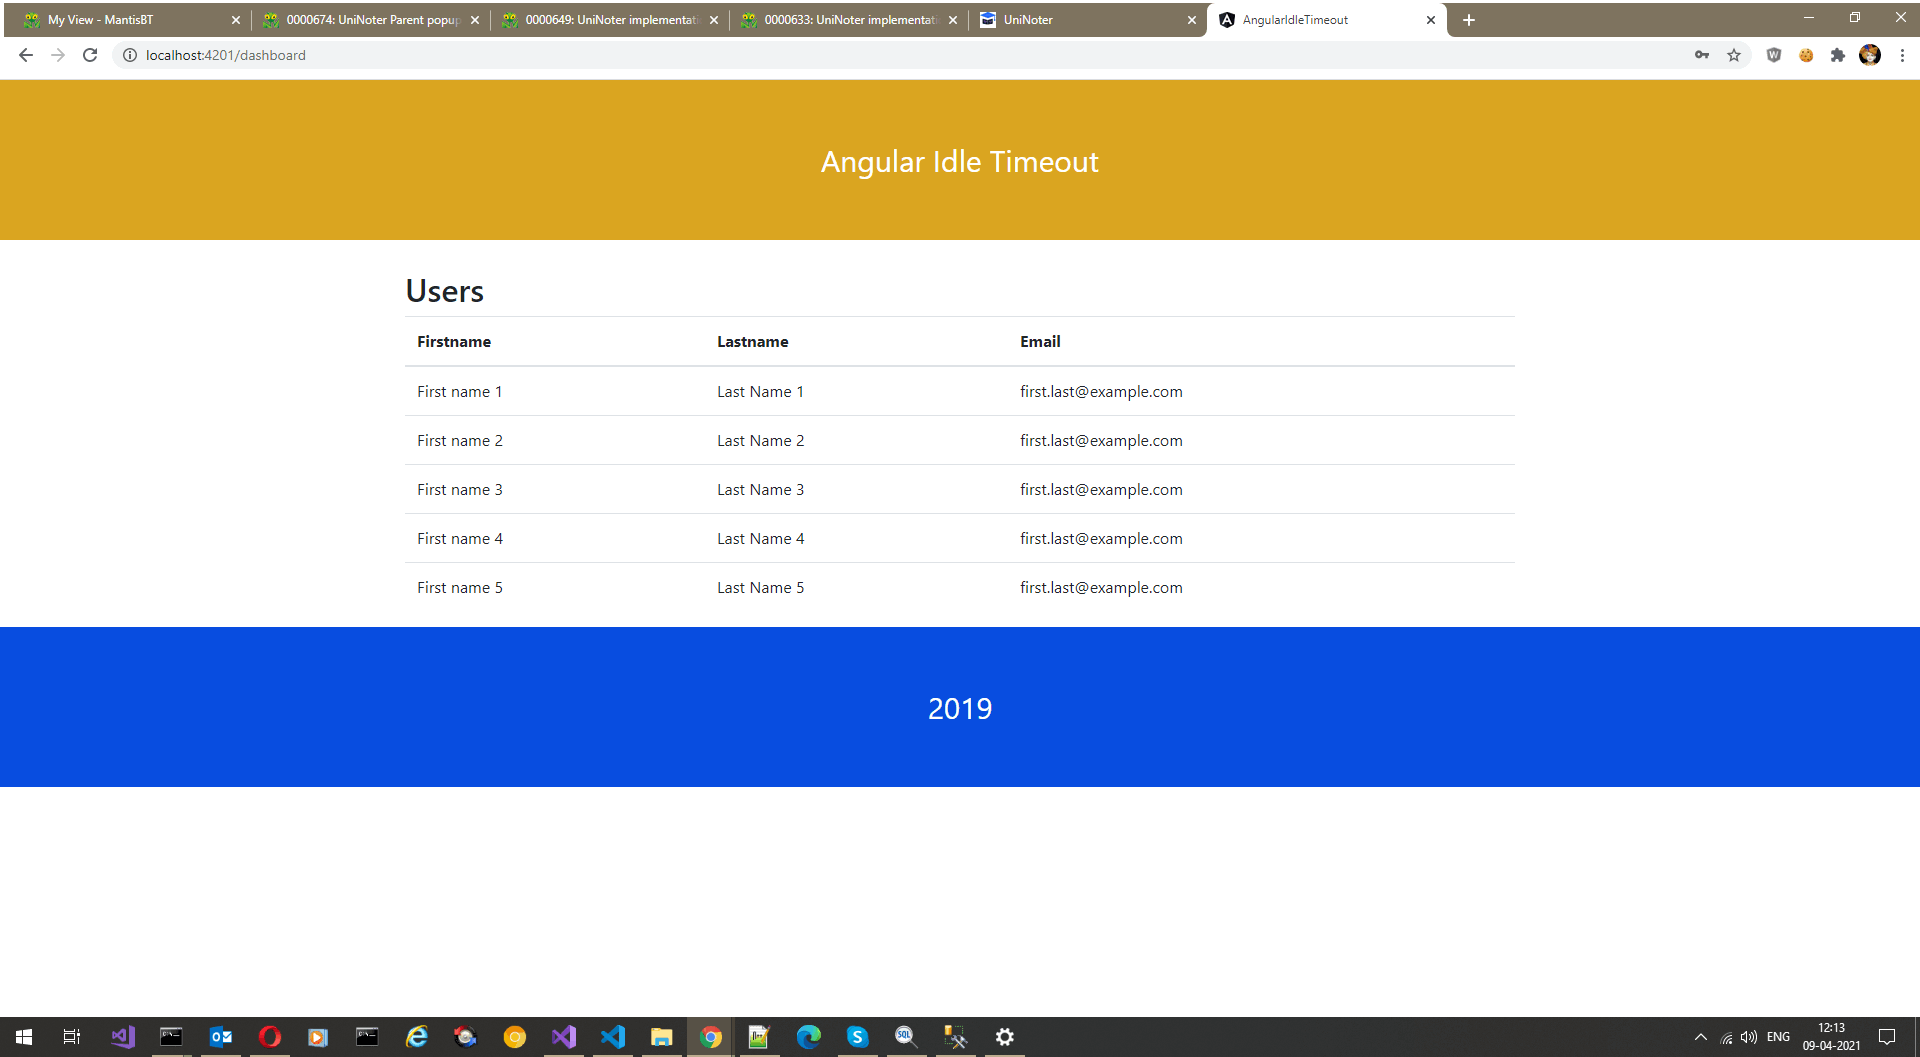 My View - MantisBT
0000674: UniNoter Parent popup
0000649: UniNoter implementati
0000633: UniNoter implementati
UniNoter
AngularIdleTimeout
localhost:4201/dashboard
Angular Idle Timeout
Users
Firstname Lastname Email
First name 1 Last Name 1 first.last@example.com
First name 2 Last Name 2 first.last@example.com
First name 3 Last Name 3 first.last@example.com
First name 4 Last Name 4 first.last@example.com
First name 5 Last Name 5 first.last@example.com
2019
ENG
12:13
09-04-2021